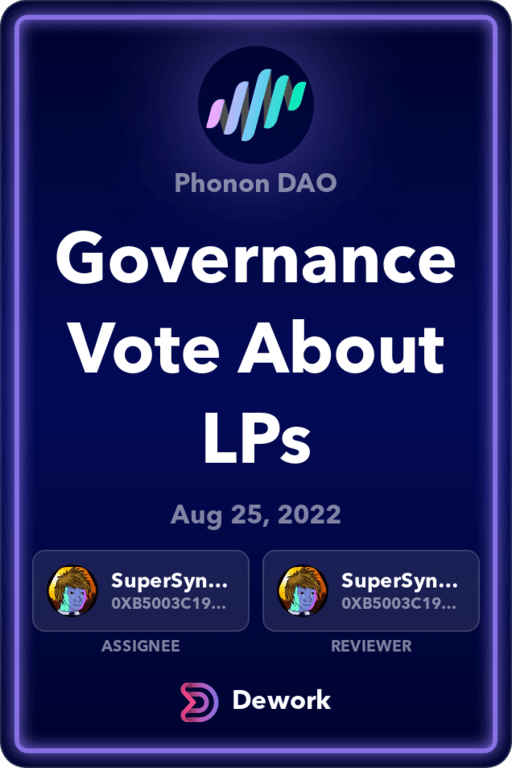 Phonon DAO
Governance
Vote About
LPs
Aug 25, 2022
SuperSyn...
0XB5003C19...
ASSIGNEE
SuperSyn...
0XB5003C19...
REVIEWER
Dework